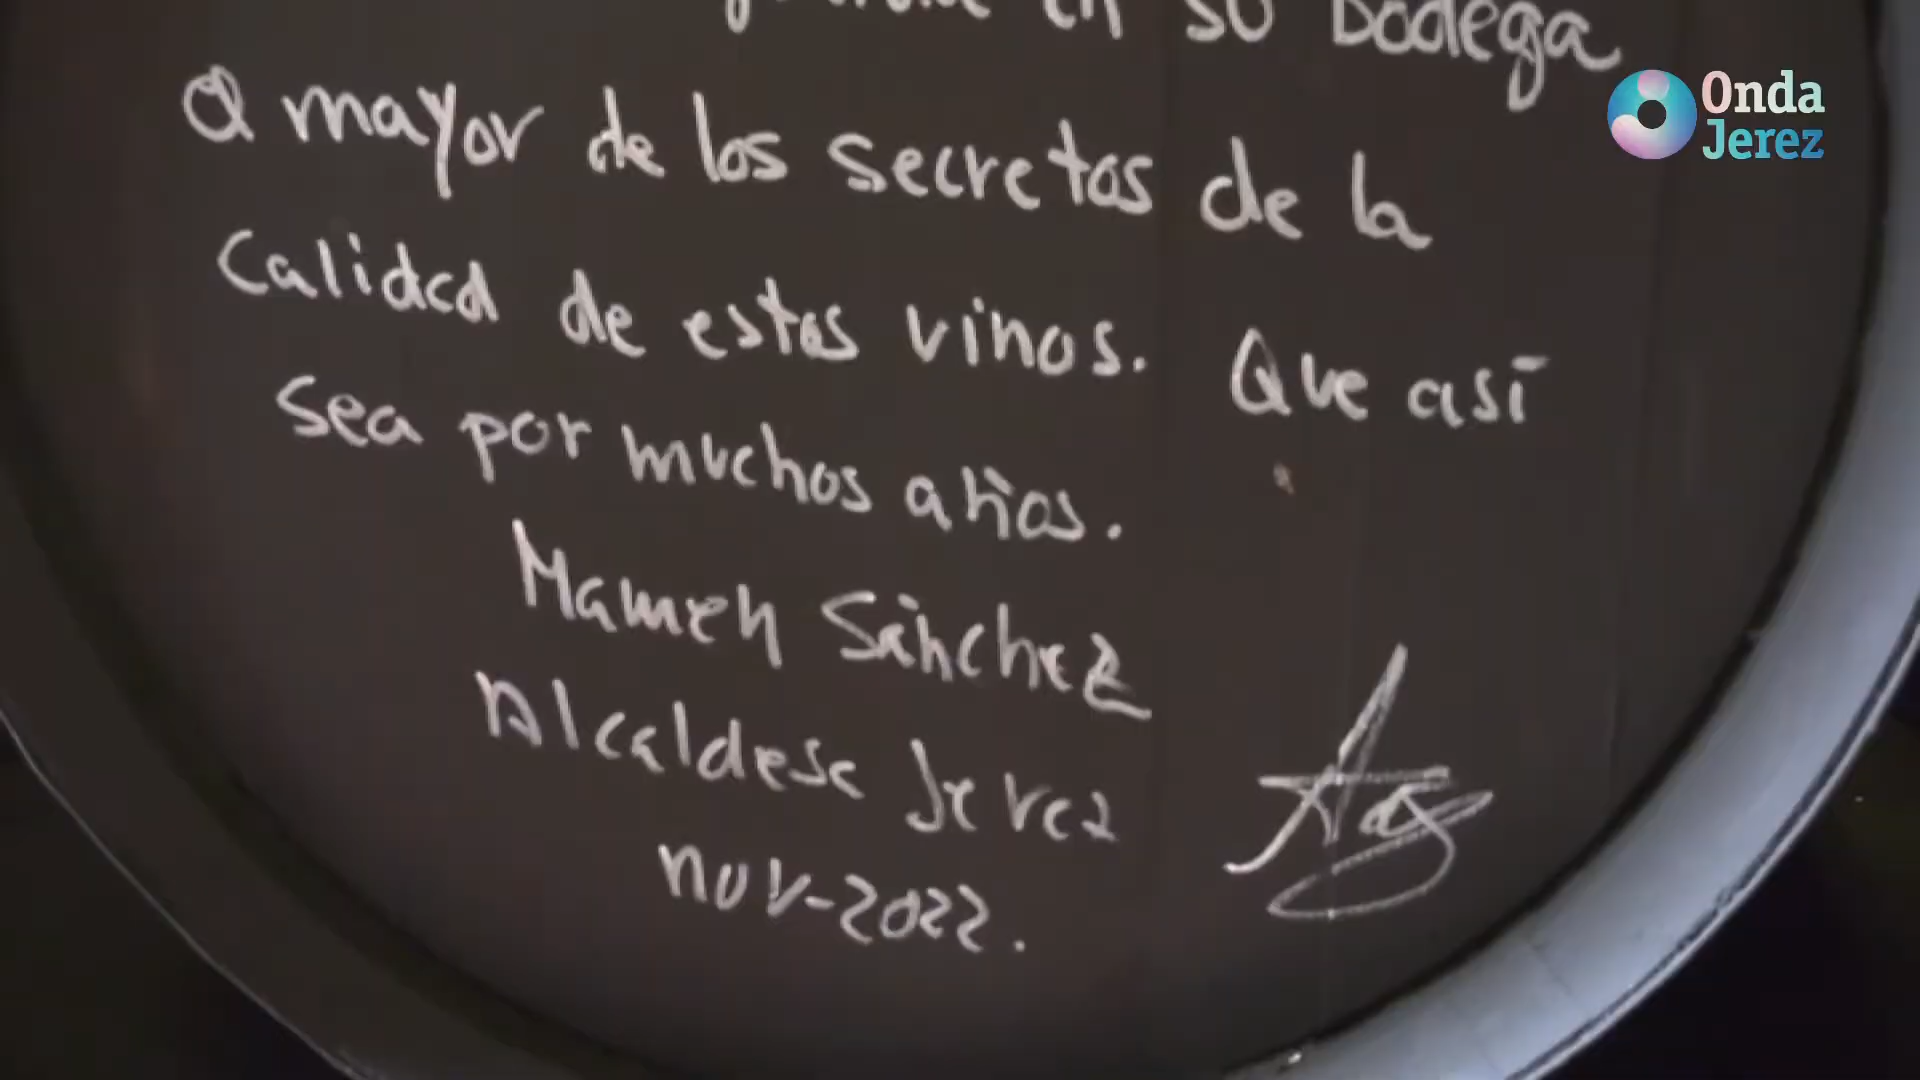 en su bodega
a mayor de los secretos de la
calidad de estos vinos. Que así
sea por muchos años.
Mamen Sánchez
Alcaldesa Jerez
nov-2022.
Onda
Jerez